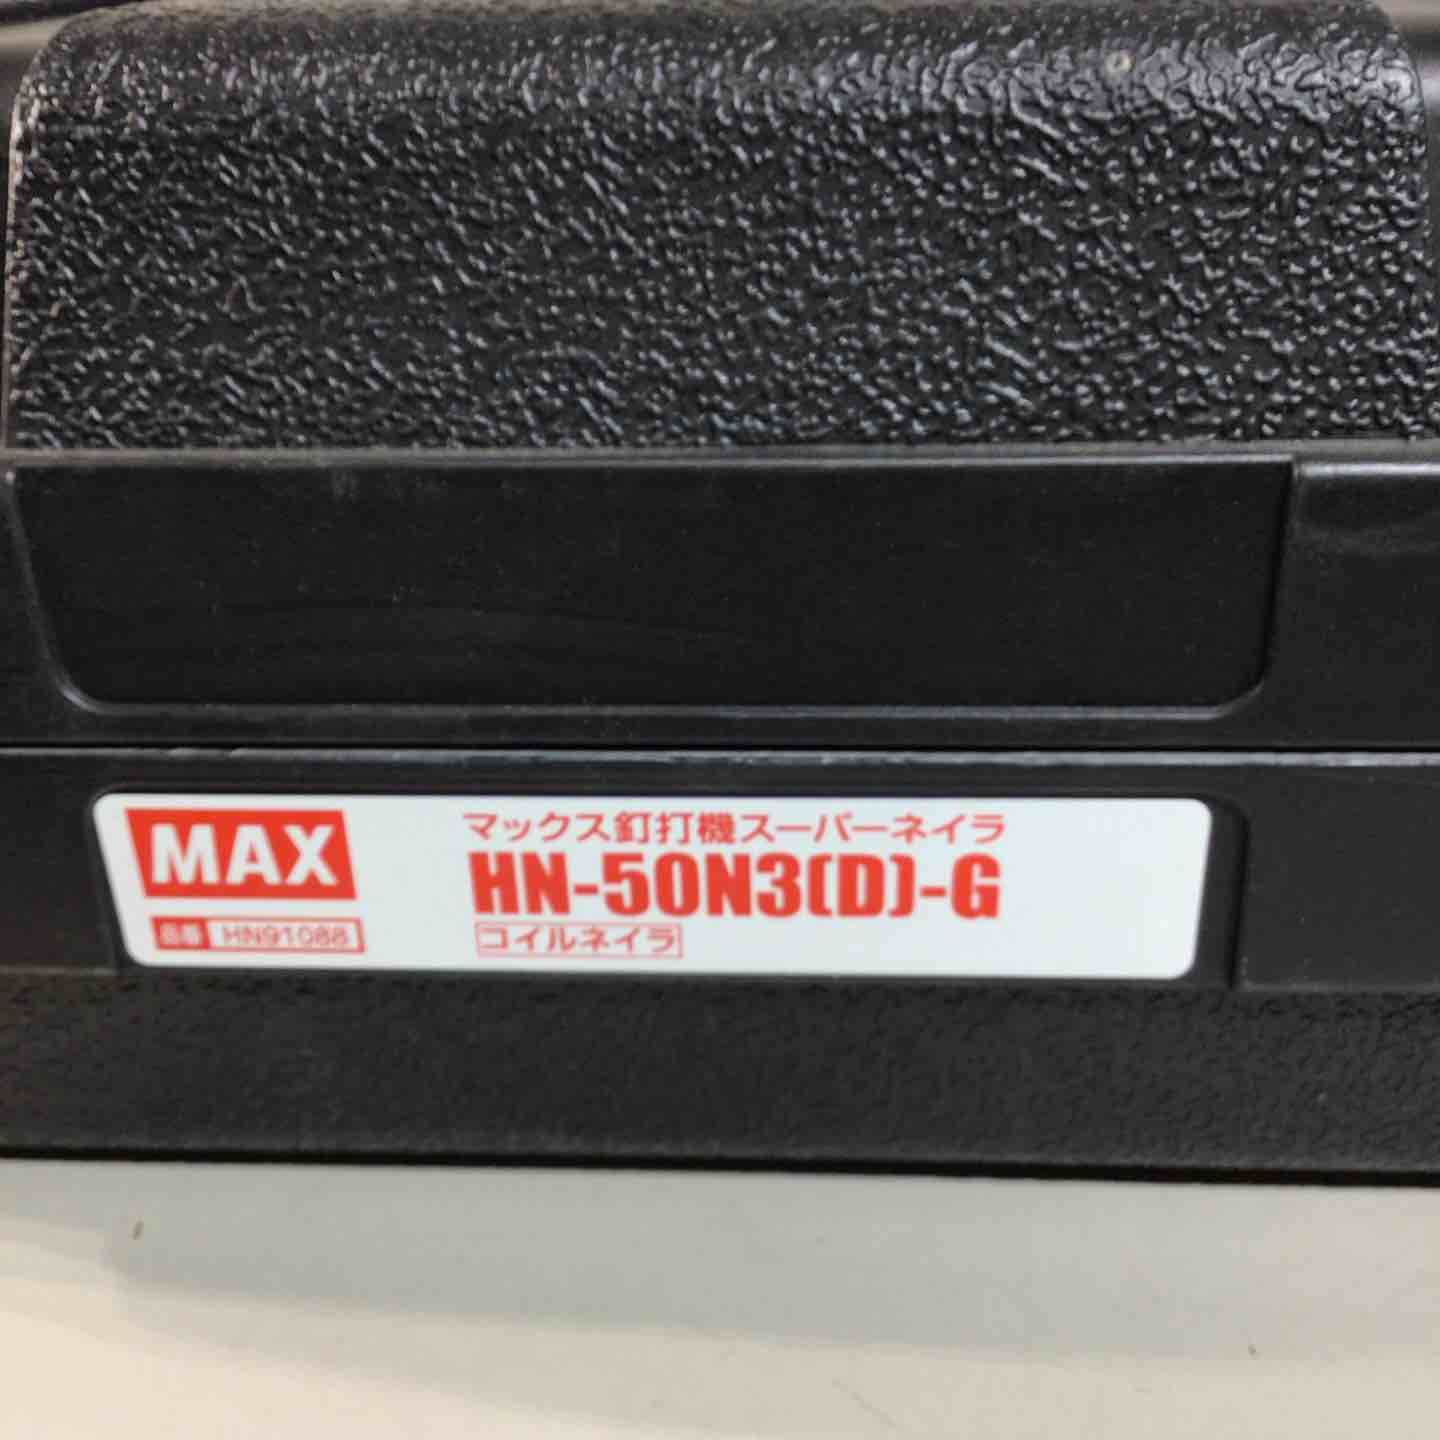 MAX
マックス釘打機スーパーネイラ
HN-50N3(D)-G
品番 HN91088
コイルネイラ